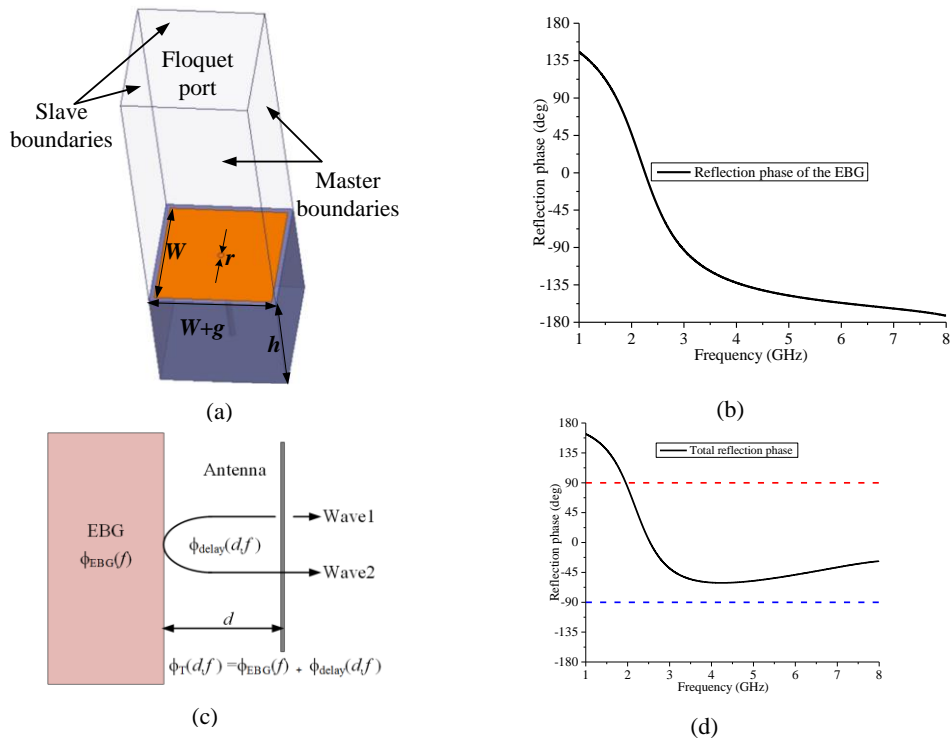 Floquet
port
Slave
boundaries
Master
boundaries
W
r
W+g
h
(a)
Reflection phase (deg)
180
135
90
45
0
-45
-90
-135
-180
Reflection phase of the EBG
1 2 3 4 5 6 7 8
Frequency (GHz)
(b)
Antenna
Wave1
EBG
ϕEBG(f)
ϕdelay(d,f)
Wave2
d
ϕT(d,f) =ϕEBG(f) + ϕdelay(d,f)
(c)
Reflection phase (deg)
180
135
90
45
0
-45
-90
-135
-180
Total reflection phase
1 2 3 4 5 6 7 8
Frequency (GHz)
(d)